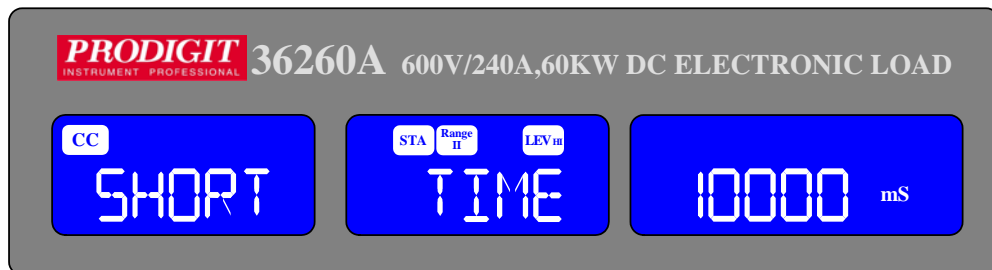 PRODIGIT
INSTRUMENT PROFESSIONAL
36260A 600V/240A,60KW DC ELECTRONIC LOAD
CC
STA Range II LEV HI
SHORT TIME 10000 mS